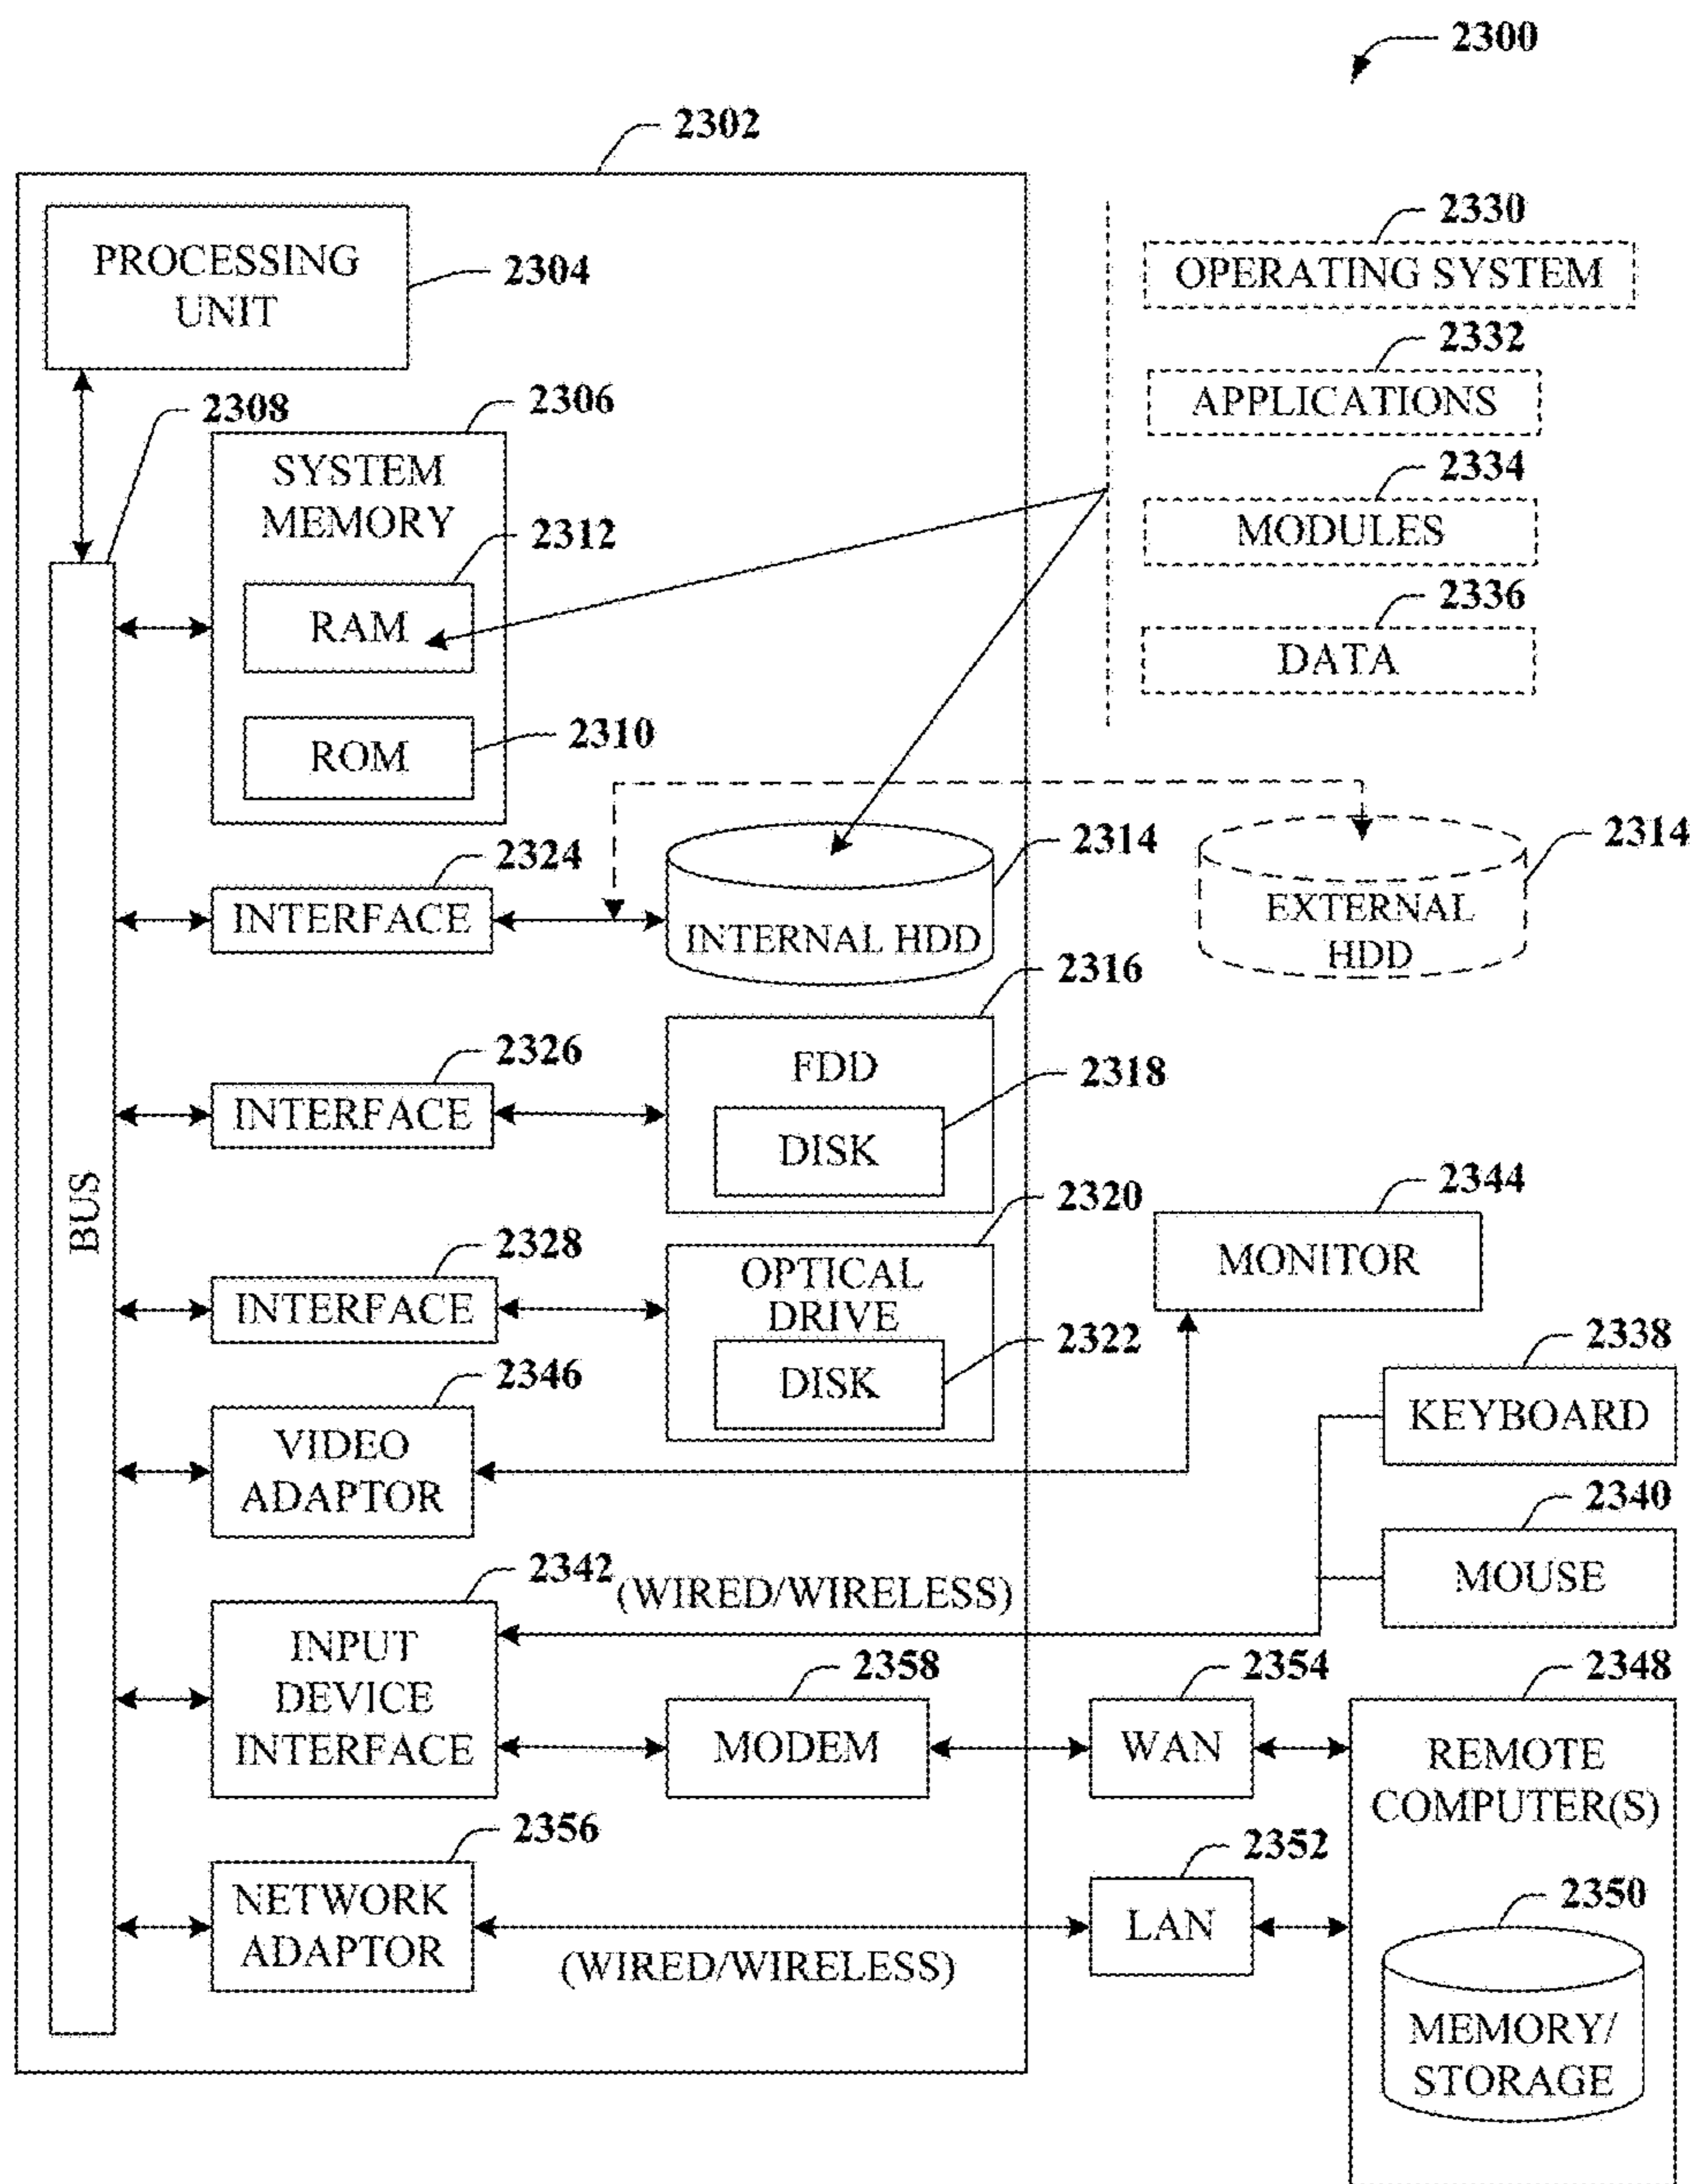 2300
2302
PROCESSING
UNIT
2304
2330
OPERATING SYSTEM
2332
APPLICATIONS
2334
MODULES
2336
DATA
2308
2306
SYSTEM
MEMORY
2312
RAM
2310
ROM
2324
INTERFACE
2314
INTERNAL HDD
2314
EXTERNAL
HDD
2316
FDD
2318
DISK
2326
INTERFACE
BUS
2320
OPTICAL
DRIVE
2322
DISK
2328
INTERFACE
2344
MONITOR
2346
VIDEO
ADAPTOR
2338
KEYBOARD
2340
MOUSE
2342
(WIRED/WIRELESS)
INPUT
DEVICE
INTERFACE
2358
MODEM
2354
WAN
2348
REMOTE
COMPUTER(S)
2356
NETWORK
ADAPTOR
(WIRED/WIRELESS)
2352
LAN
2350
MEMORY/
STORAGE